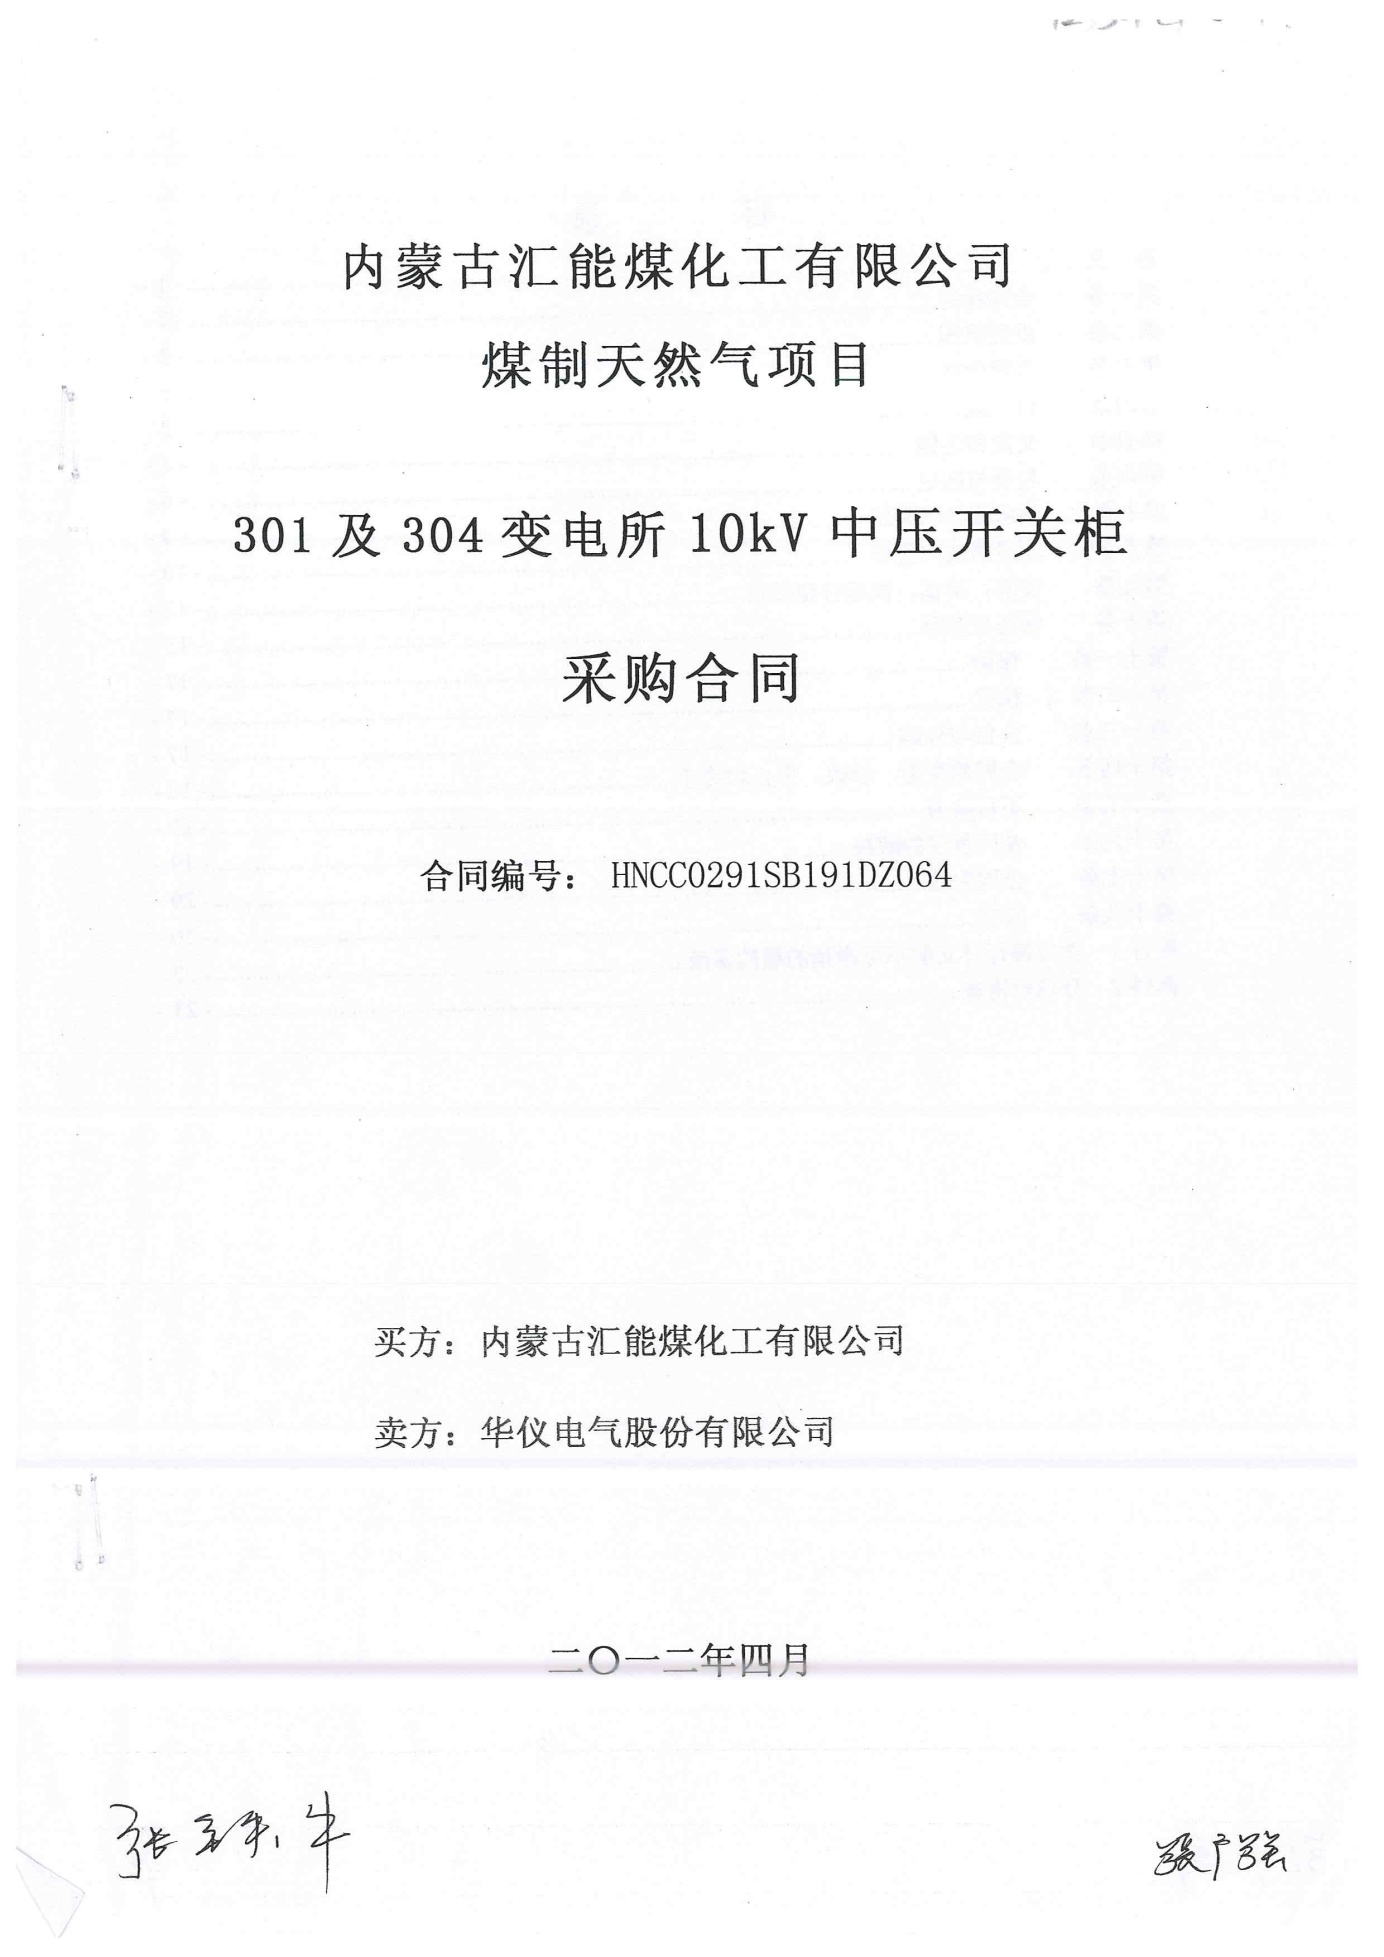 内蒙古汇能煤化工有限公司
煤制天然气项目
301及304变电所10kV中压开关柜
采购合同
合同编号： HNCC0291SB191DZ064
买方：内蒙古汇能煤化工有限公司
卖方：华仪电气股份有限公司
二〇一二年四月